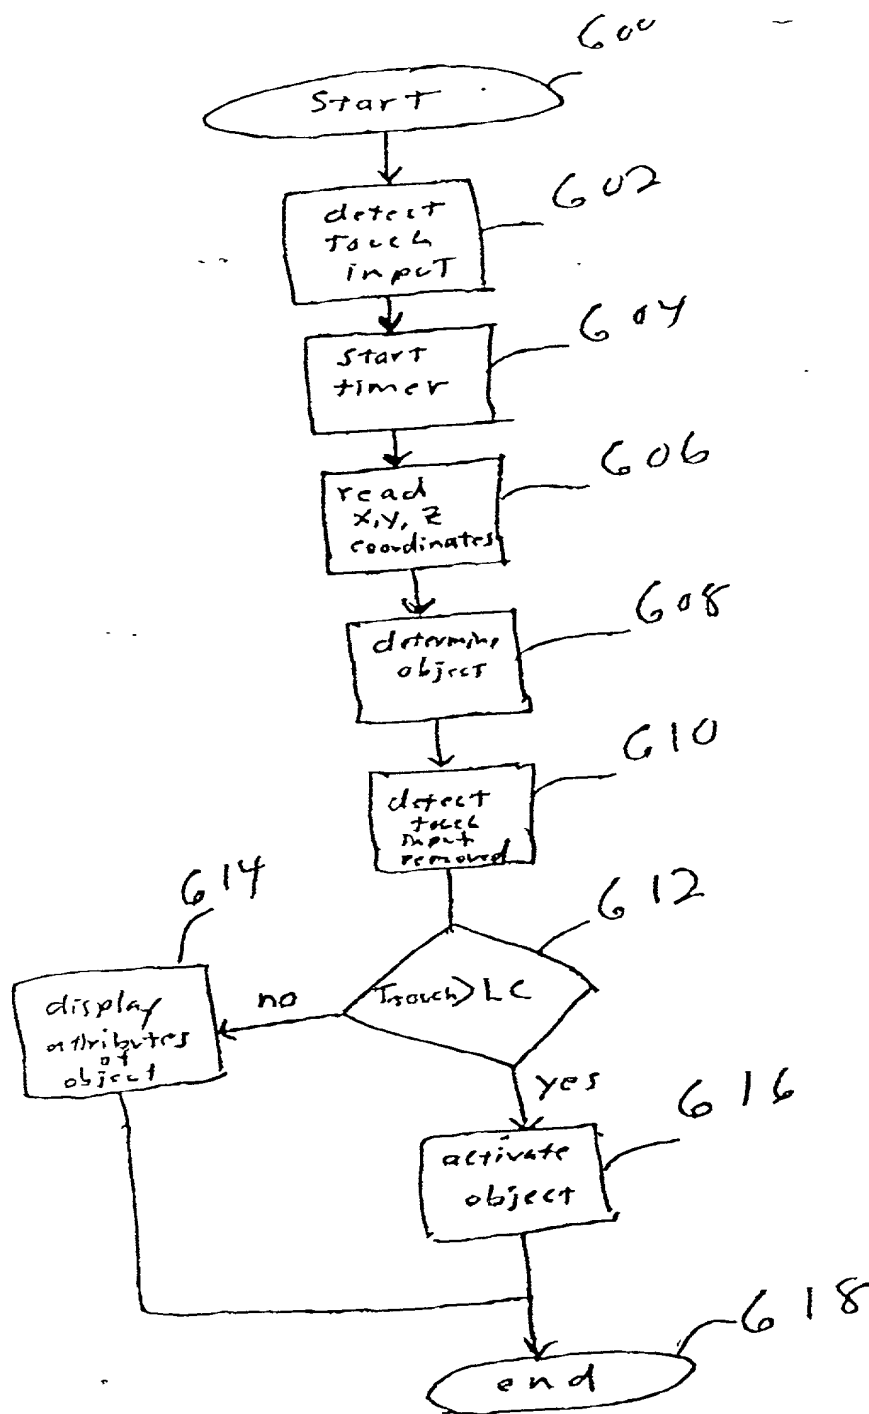 600
Start
602
detect
touch
input
604
start
timer
606
read
x,y, z
coordinates
608
determine
object
610
detect
touch
input
removed
614
612
display
attributes
of
object
no
Ttouch>LC
yes
616
activate
object
618
end